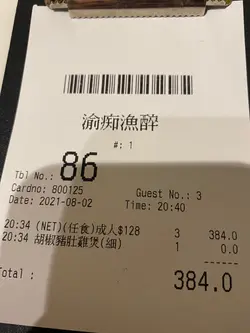 渝痴漁醉
#: 1
Tbl No.: 86
Cardno: 800125 Guest No.: 3
Date: 2021-08-02 Time: 20:40
20:34 (NET)(任食)成人$128 3 384.0
20:34 胡椒豬肚雞煲(細) 1 0.0
Total : 384.0